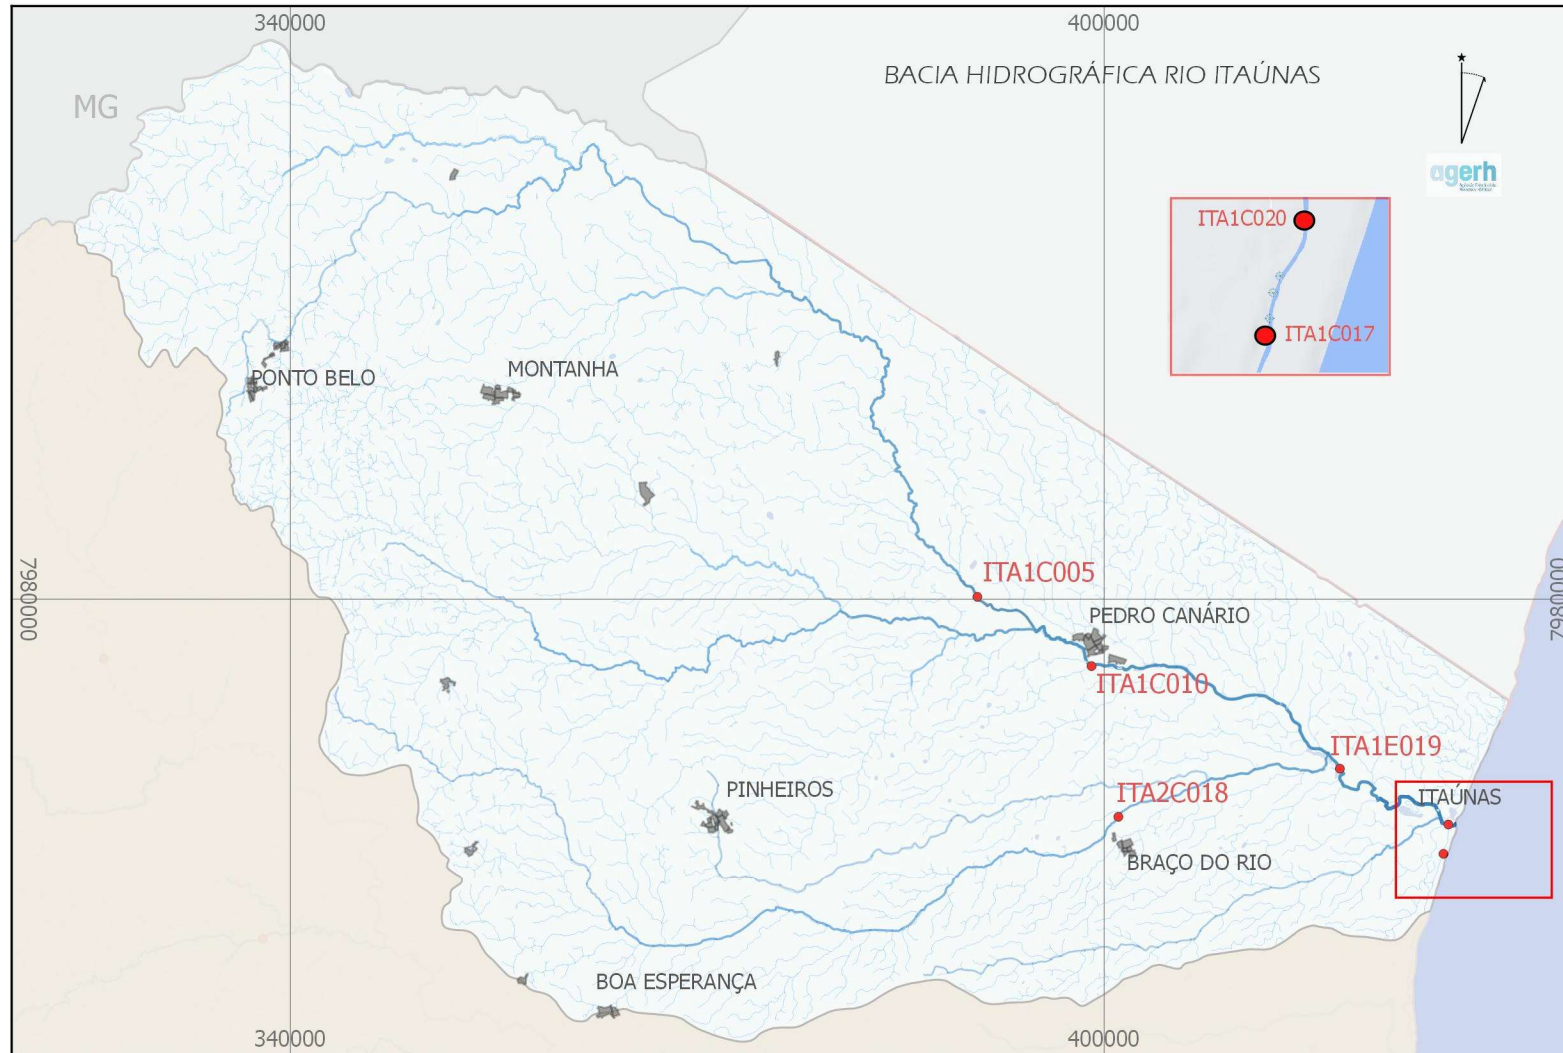 340000
400000
BACIA HIDROGRÁFICA RIO ITAÚNAS
MG
agerh
ITA1C020
ITA1C017
MONTANHA
PONTO BELO
ITA1C005
7980000
7980000
PEDRO CANÁRIO
ITA1C010
ITA1E019
PINHEIROS
ITA2C018
ITAÚNAS
BRAÇO DO RIO
BOA ESPERANÇA
340000
400000